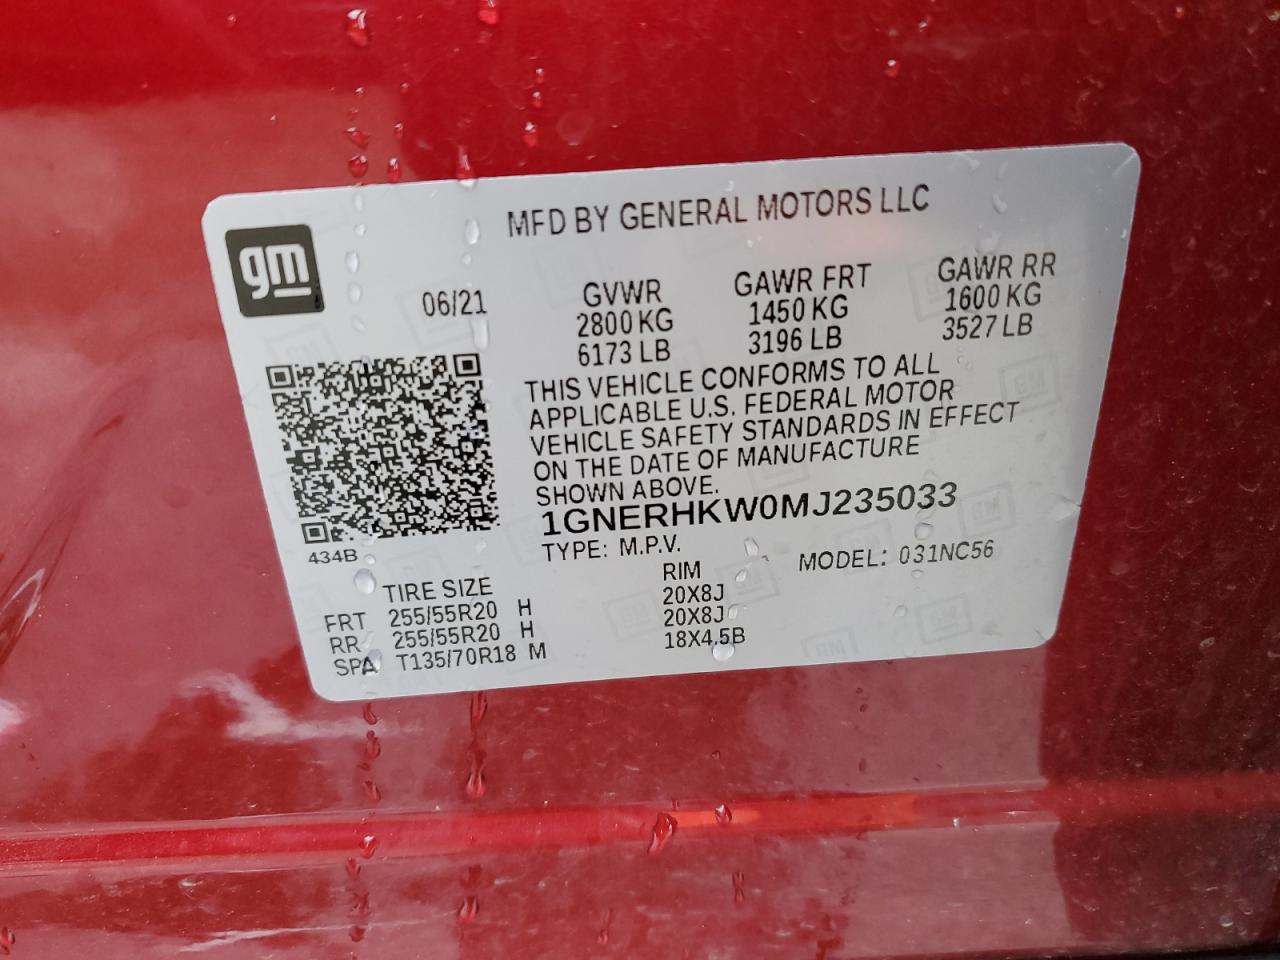 MFD BY GENERAL MOTORS LLC
gm
06/21
GVWR
2800 KG
6173 LB
GAWR FRT
1450 KG
3196 LB
GAWR RR
1600 KG
3527 LB
THIS VEHICLE CONFORMS TO ALL
APPLICABLE U.S. FEDERAL MOTOR
VEHICLE SAFETY STANDARDS IN EFFECT
ON THE DATE OF MANUFACTURE
SHOWN ABOVE.
1GNERHKW0MJ235033
434B
TYPE: M.P.V.
MODEL: 031NC56
TIRE SIZE RIM
FRT 255/55R20 H 20X8J
RR 255/55R20 H 20X8J
SPA T135/70R18 M 18X4.5B